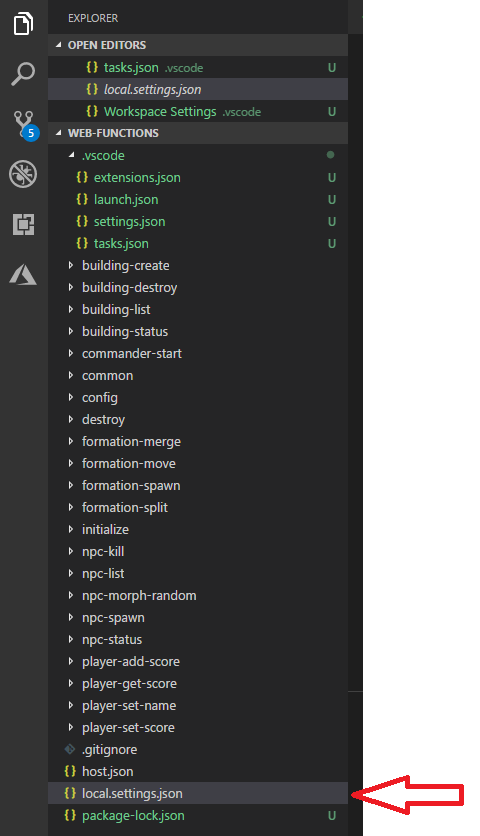 EXPLORER
OPEN EDITORS
{} tasks.json .vscode U
{} local.settings.json
{} Workspace Settings .vscode U
WEB-FUNCTIONS
.vscode
{} extensions.json U
{} launch.json U
{} settings.json U
{} tasks.json U
building-create
building-destroy
building-list
building-status
commander-start
common
config
destroy
formation-merge
formation-move
formation-spawn
formation-split
initialize
npc-kill
npc-list
npc-morph-random
npc-spawn
npc-status
player-add-score
player-get-score
player-set-name
player-set-score
.gitignore
{} host.json
{} local.settings.json
{} package-lock.json U
5